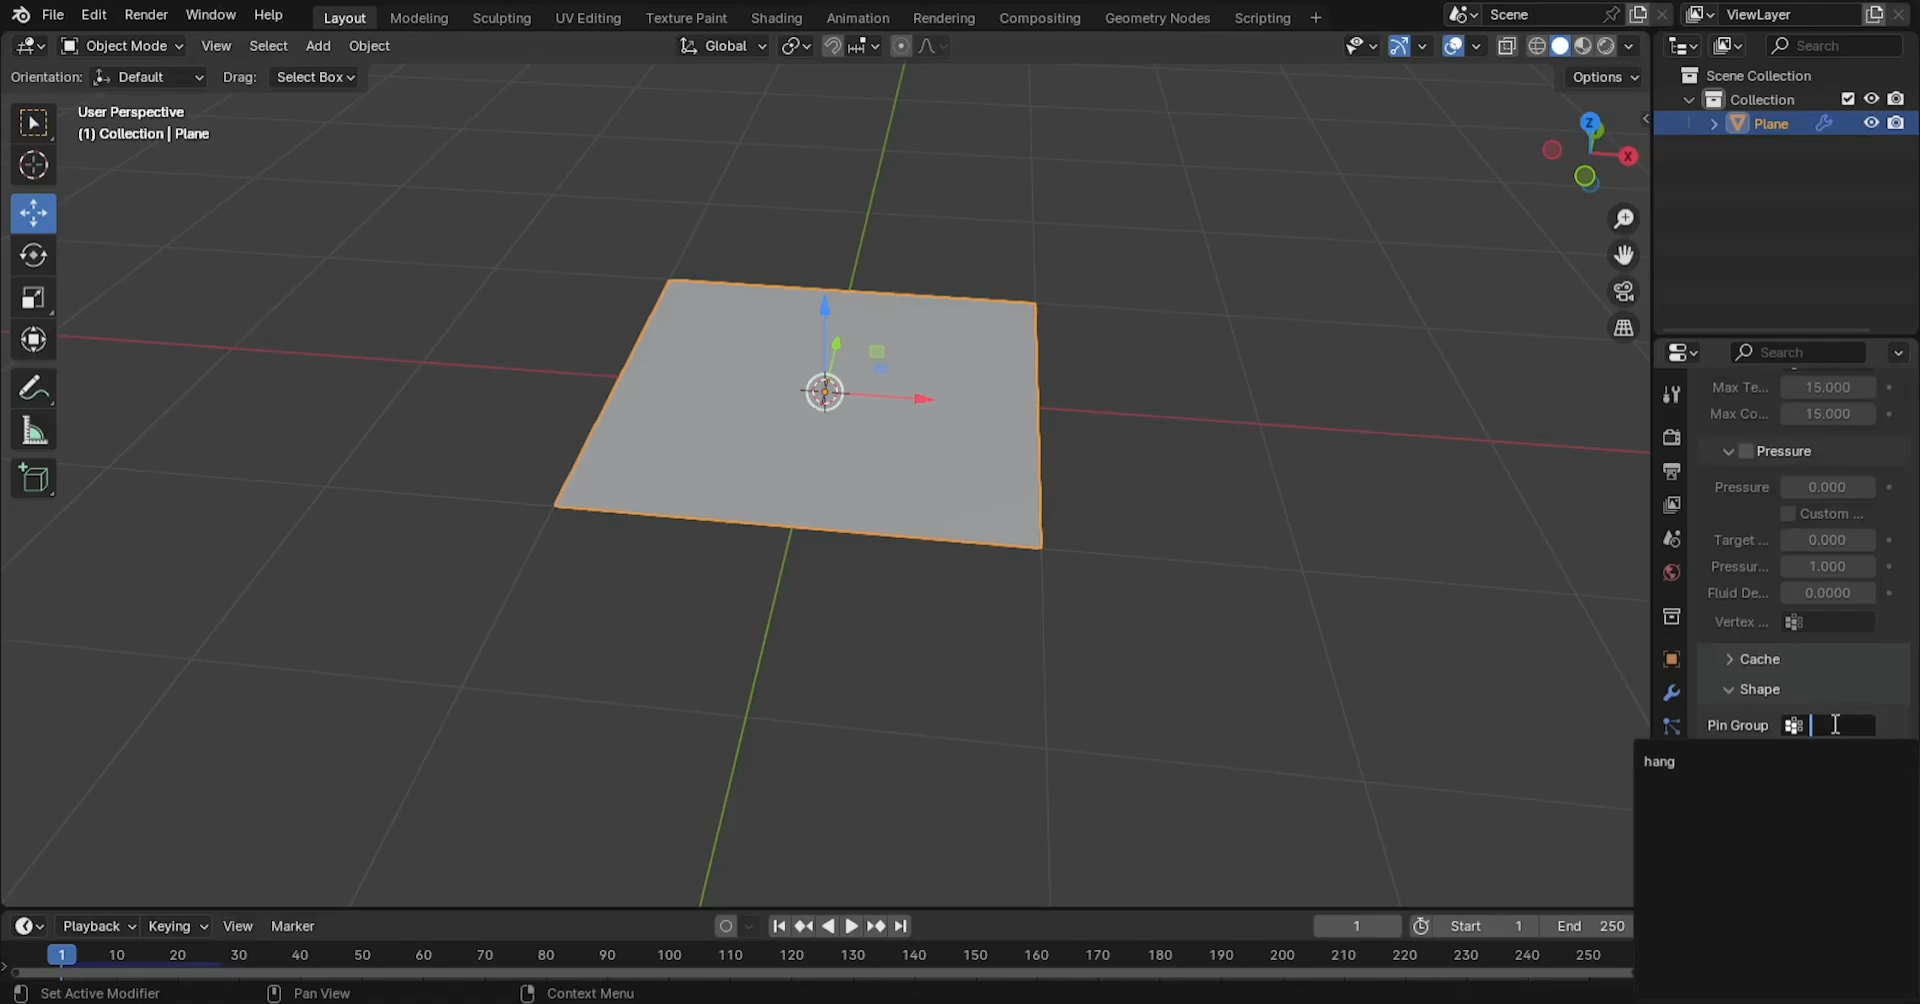 File Edit Render Window Help Layout Modeling Sculpting UV Editing Texture Paint Shading Animation Rendering Compositing Geometry Nodes Scripting + Scene ViewLayer
Object Mode View Select Add Object Global Search
Orientation: Default Drag: Select Box Options
Scene Collection
Collection
Plane
User Perspective
(1) Collection | Plane
Z
X
Search
Max Te... 15.000
Max Co... 15.000
Pressure
Pressure 0.000
Custom ...
Target ... 0.000
Pressur... 1.000
Fluid De... 0.0000
Vertex ...
Cache
Shape
Pin Group
hang
Playback Keying View Marker 1 Start 1 End 250
1 10 20 30 40 50 60 70 80 90 100 110 120 130 140 150 160 170 180 190 200 210 220 230 240 250
Set Active Modifier Pan View Context Menu